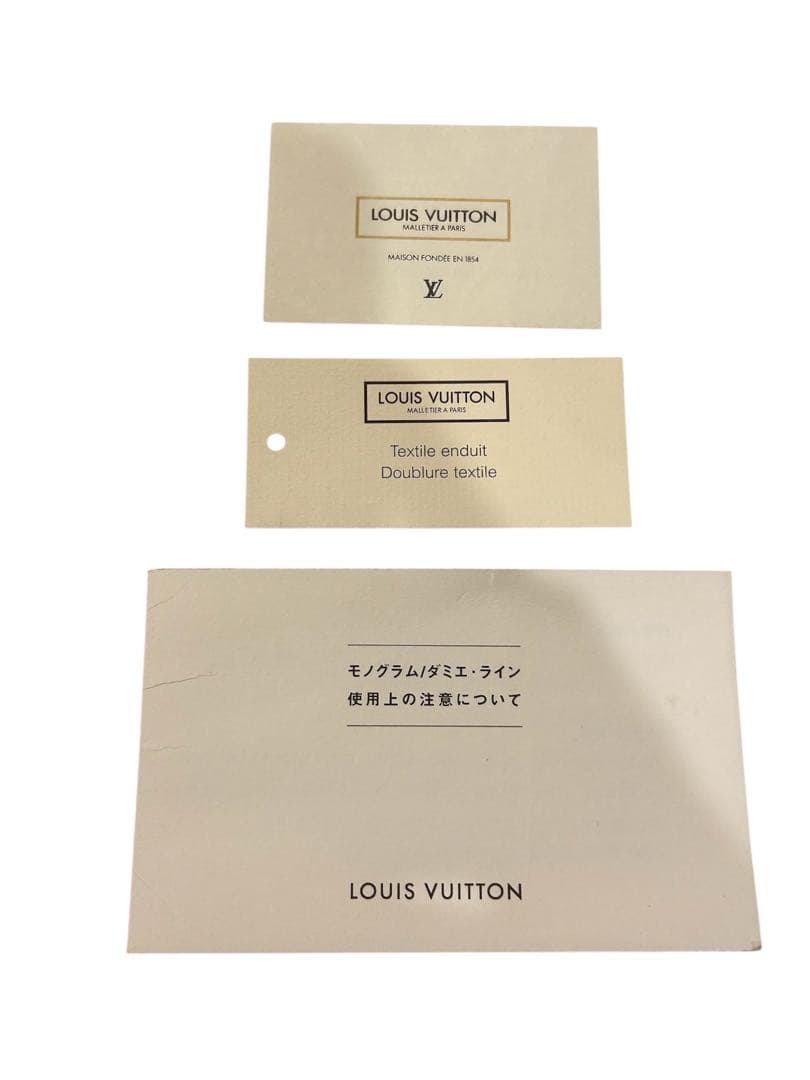 LOUIS VUITTON
MALLETIER A PARIS
MAISON FONDÉE EN 1854
LV
LOUIS VUITTON
MALLETIER A PARIS
Textile enduit
Doublure textile
モノグラム/ダミエ・ライン
使用上の注意について
LOUIS VUITTON